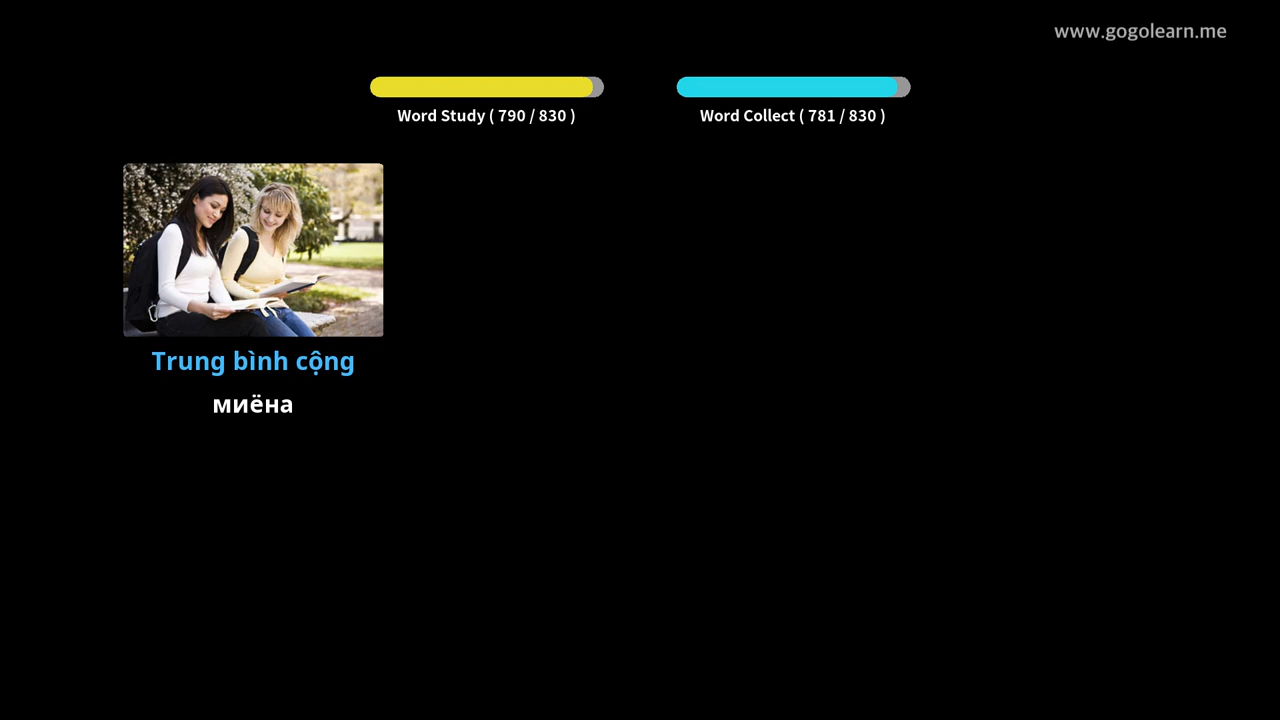 www.gogolearn.me
Word Study ( 790 / 830 )
Word Collect ( 781 / 830 )
Trung bình cộng
миёна